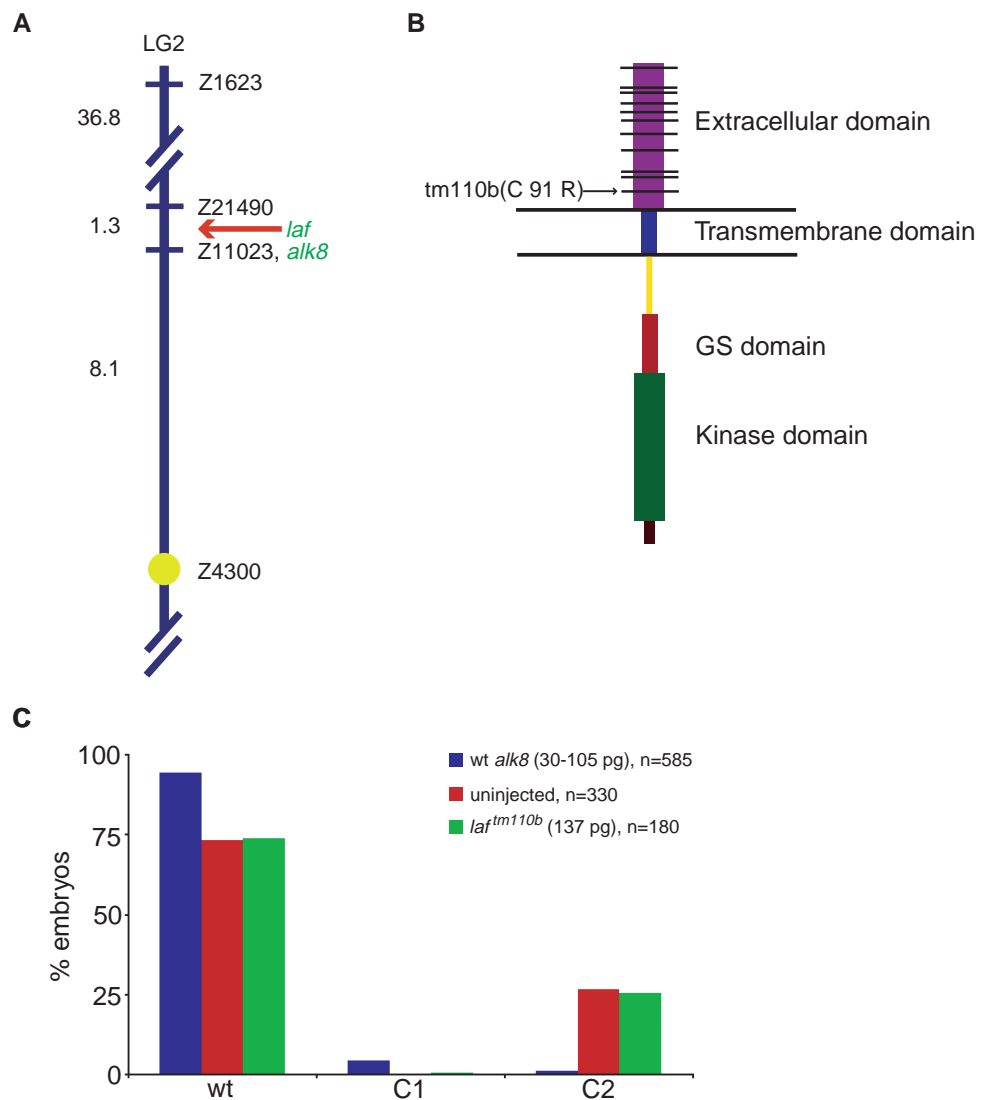 A
LG2
Z1623
36.8
Z21490
1.3
laf
Z11023, alk8
8.1
Z4300
B
Extracellular domain
tm110b(C 91 R)
Transmembrane domain
GS domain
Kinase domain
C
% embryos
100
75
50
25
0
wt
C1
C2
wt alk8 (30-105 pg), n=585
uninjected, n=330
laf tm110b (137 pg), n=180